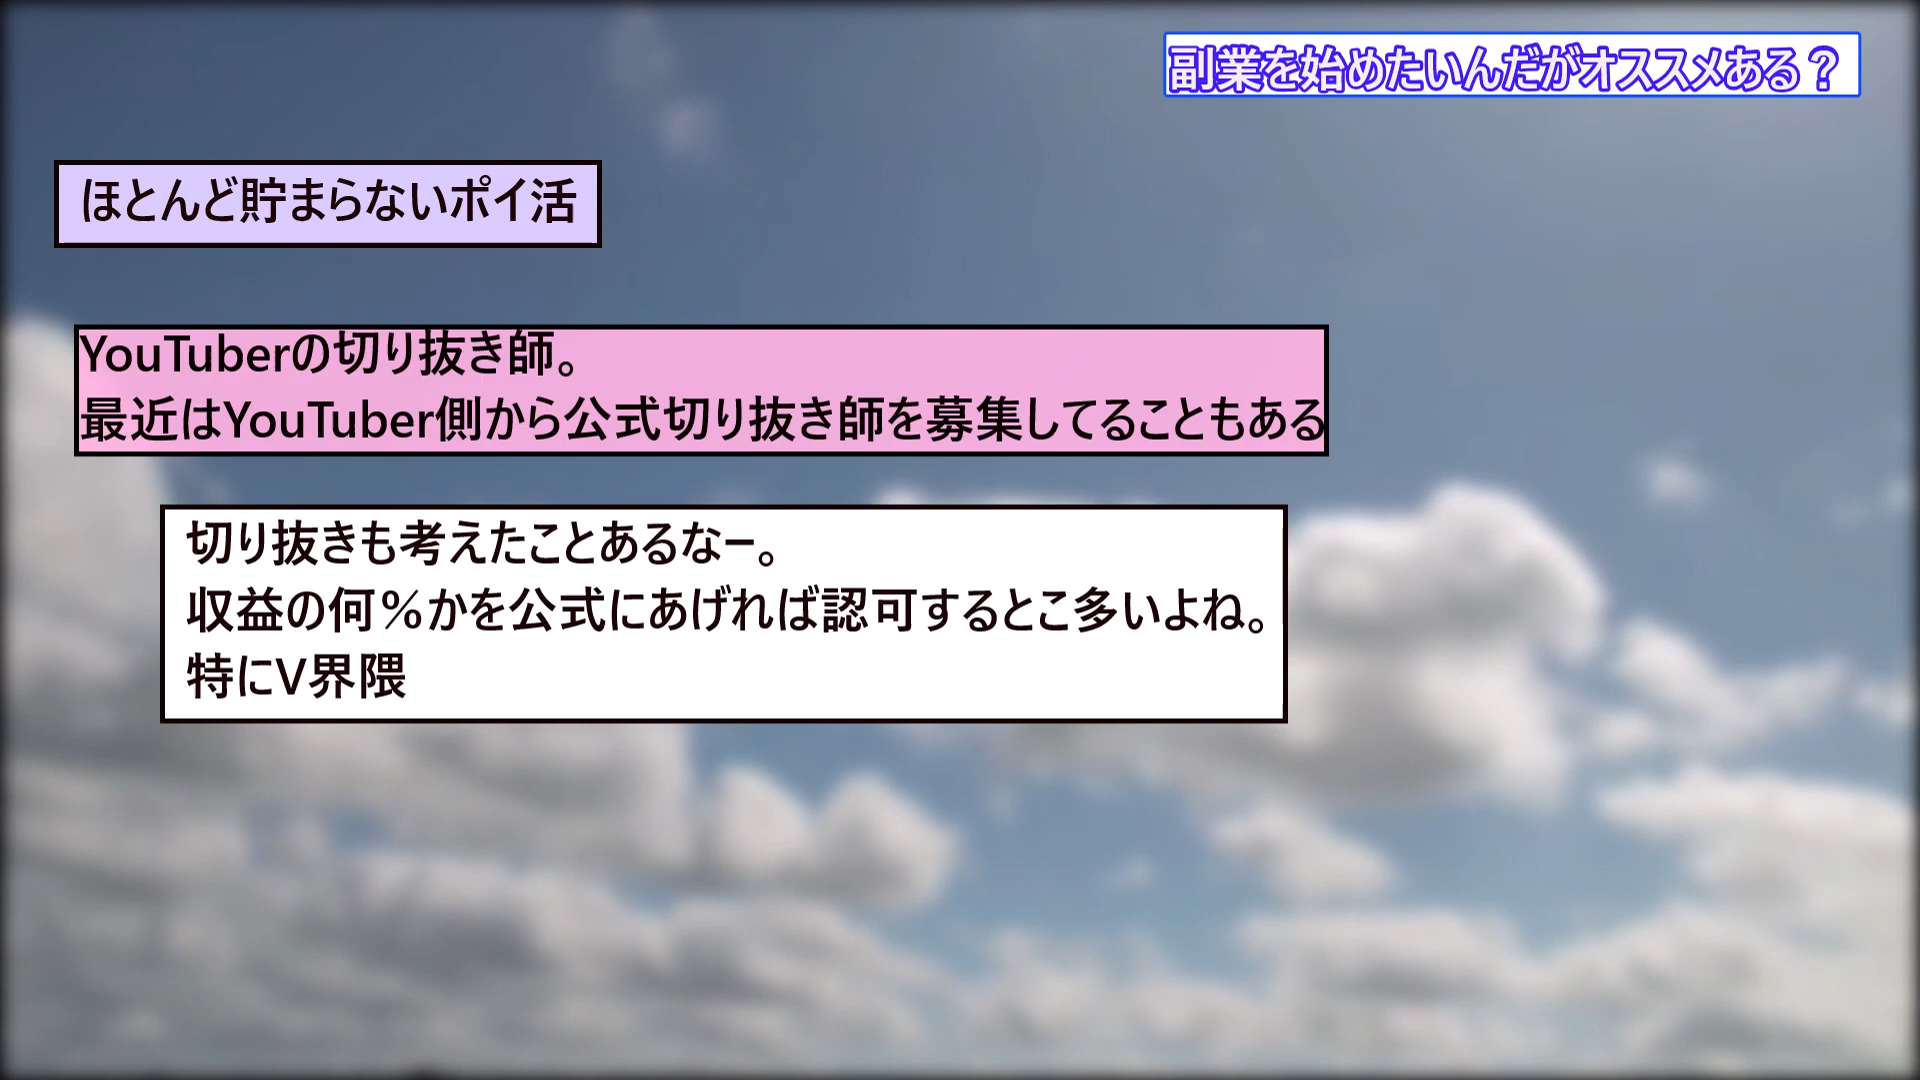 副業を始めたいんだがオススメある？
ほとんど貯まらないポイ活
YouTuberの切り抜き師。
最近はYouTuber側から公式切り抜き師を募集してることもある
切り抜きも考えたことあるなー。
収益の何％かを公式にあげれば認可するとこ多いよね。
特にV界隈